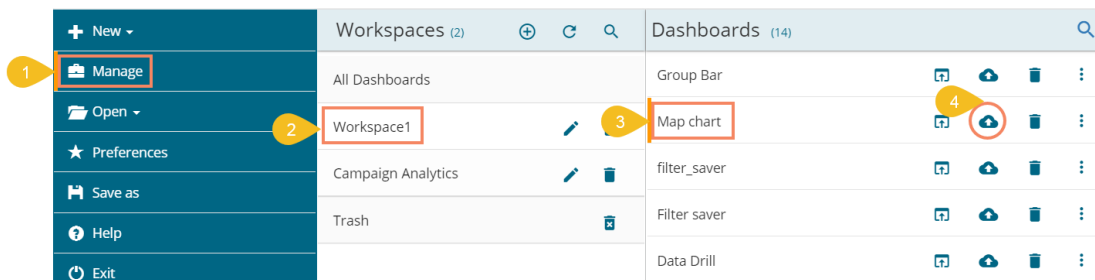 New
Manage
Open
Preferences
Save as
Help
Exit
1
Workspaces (2)
All Dashboards
Workspace1
Campaign Analytics
Trash
2
Dashboards (14)
Group Bar
Map chart
filter_saver
Filter saver
Data Drill
3
4